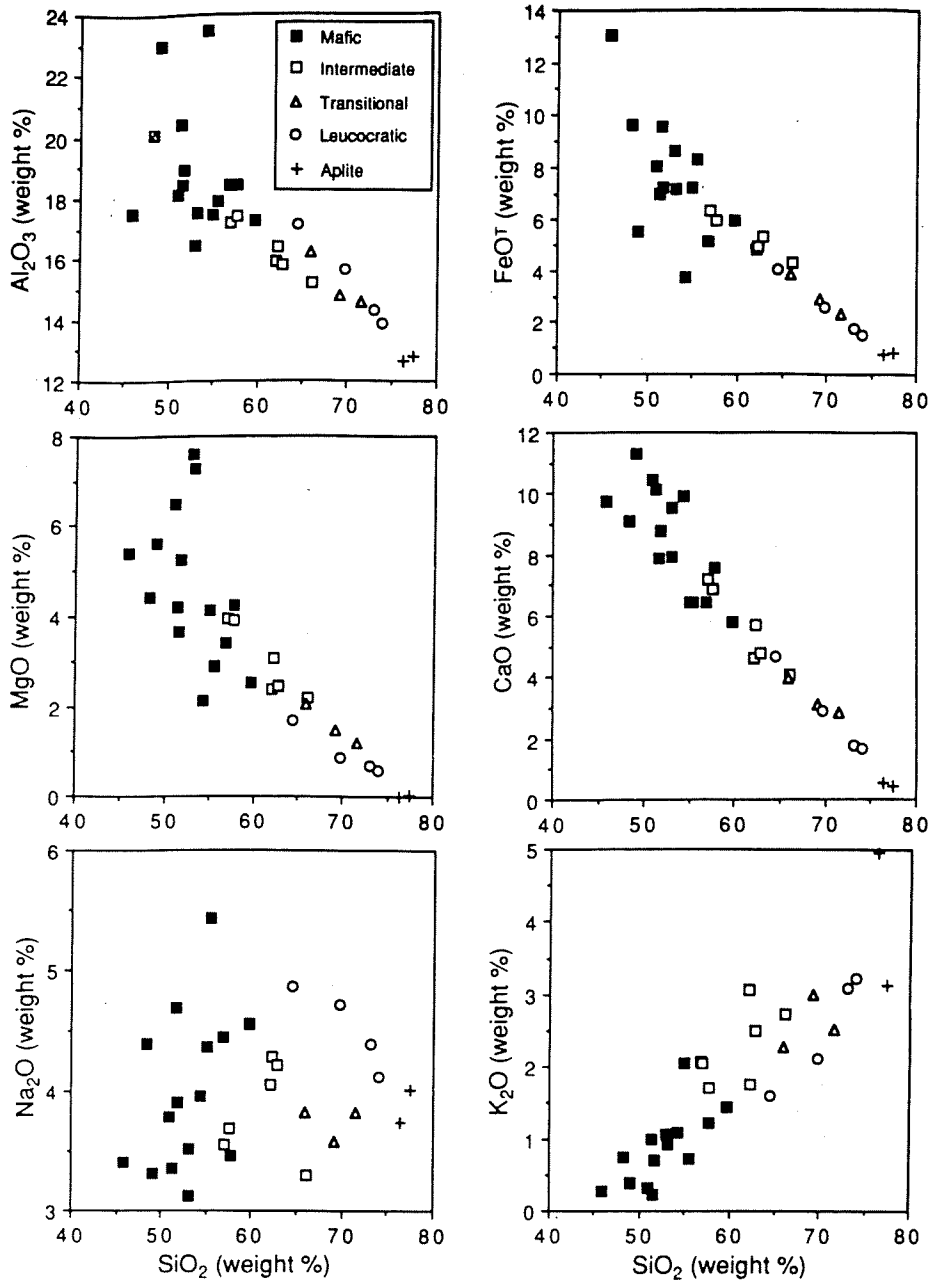 24
22
20
18
16
14
12
Al₂O₃ (weight %)
40 50 60 70 80
Mafic
Intermediate
Transitional
Leucocratic
Aplite
14
12
10
8
6
4
2
0
FeOᵀ (weight %)
40 50 60 70 80
8
6
4
2
0
MgO (weight %)
40 50 60 70 80
12
10
8
6
4
2
0
CaO (weight %)
40 50 60 70 80
6
5
4
3
Na₂O (weight %)
40 50 60 70 80
SiO₂ (weight %)
5
4
3
2
1
0
K₂O (weight %)
40 50 60 70 80
SiO₂ (weight %)